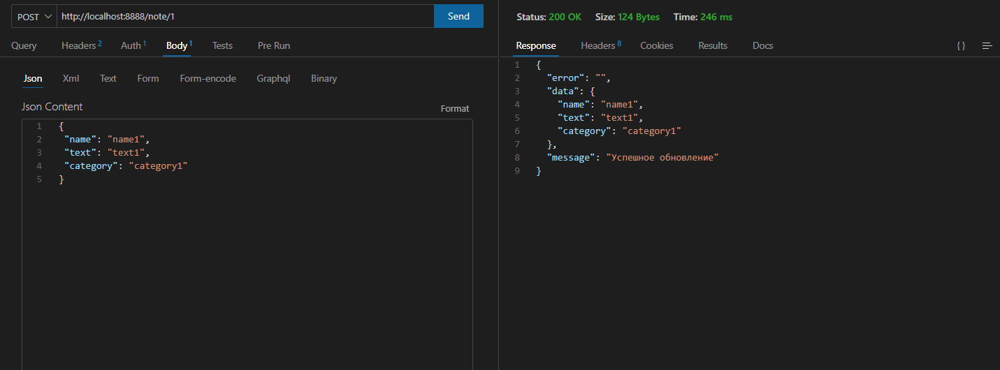 POST http://localhost:8888/note/1 Send
Query Headers 2 Auth 1 Body 1 Tests Pre Run
Json Xml Text Form Form-encode Graphql Binary
Json Content Format
1 {
2 "name": "name1",
3 "text": "text1",
4 "category": "category1"
5 }
Status: 200 OK Size: 124 Bytes Time: 246 ms
Response Headers 8 Cookies Results Docs { }
1 {
2 "error": "",
3 "data": {
4 "name": "name1",
5 "text": "text1",
6 "category": "category1"
7 },
8 "message": "Успешное обновление"
9 }